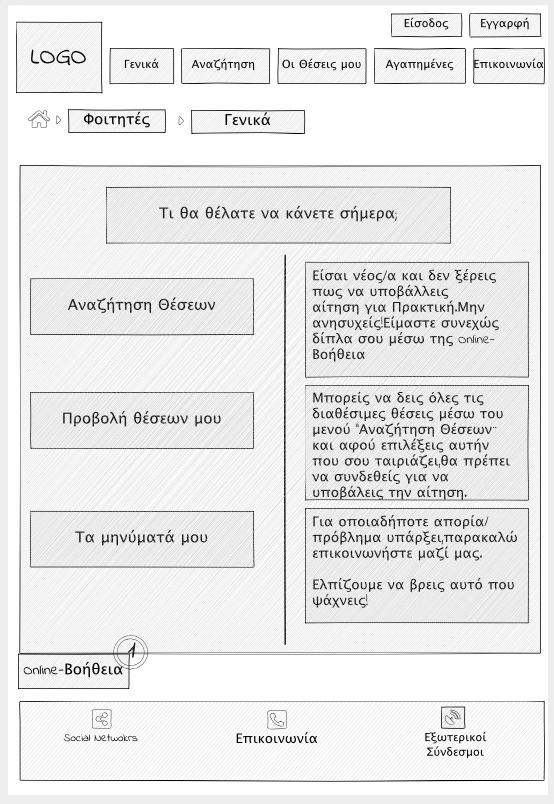 Είσοδος
Εγγαρφή
LOGO
Γενικά
Αναζήτηση
Οι Θέσεις μου
Αγαπημένες
Επικοινωνία
Φοιτητές
Γενικά
Τι θα θέλατε να κάνετε σήμερα;
Αναζήτηση Θέσεων
Προβολή θέσεων μου
Τα μηνύματά μου
Είσαι νέος/α και δεν ξέρεις
πως να υποβάλλεις
αίτηση για Πρακτική.Μην
ανησυχείς!Είμαστε συνεχώς
δίπλα σου μέσω της online-
Βοήθεια
Μπορείς να δεις όλες τις
διαθέσιμες θέσεις μέσω του
μενού "Αναζήτηση Θέσεων"
και αφού επιλέξεις αυτήν
που σου ταιριάζει,θα πρέπει
να συνδεθείς για να
υποβάλεις την αίτηση.
Για οποιαδήποτε απορία/
πρόβλημα υπάρξει,παρακαλώ
επικοινωνήστε μαζί μας.
Ελπίζουμε να βρεις αυτό που
ψάχνεις!
1
online-Βοήθεια
Social Netwokrs
Επικοινωνία
Εξωτερικοί
Σύνδεσμοι